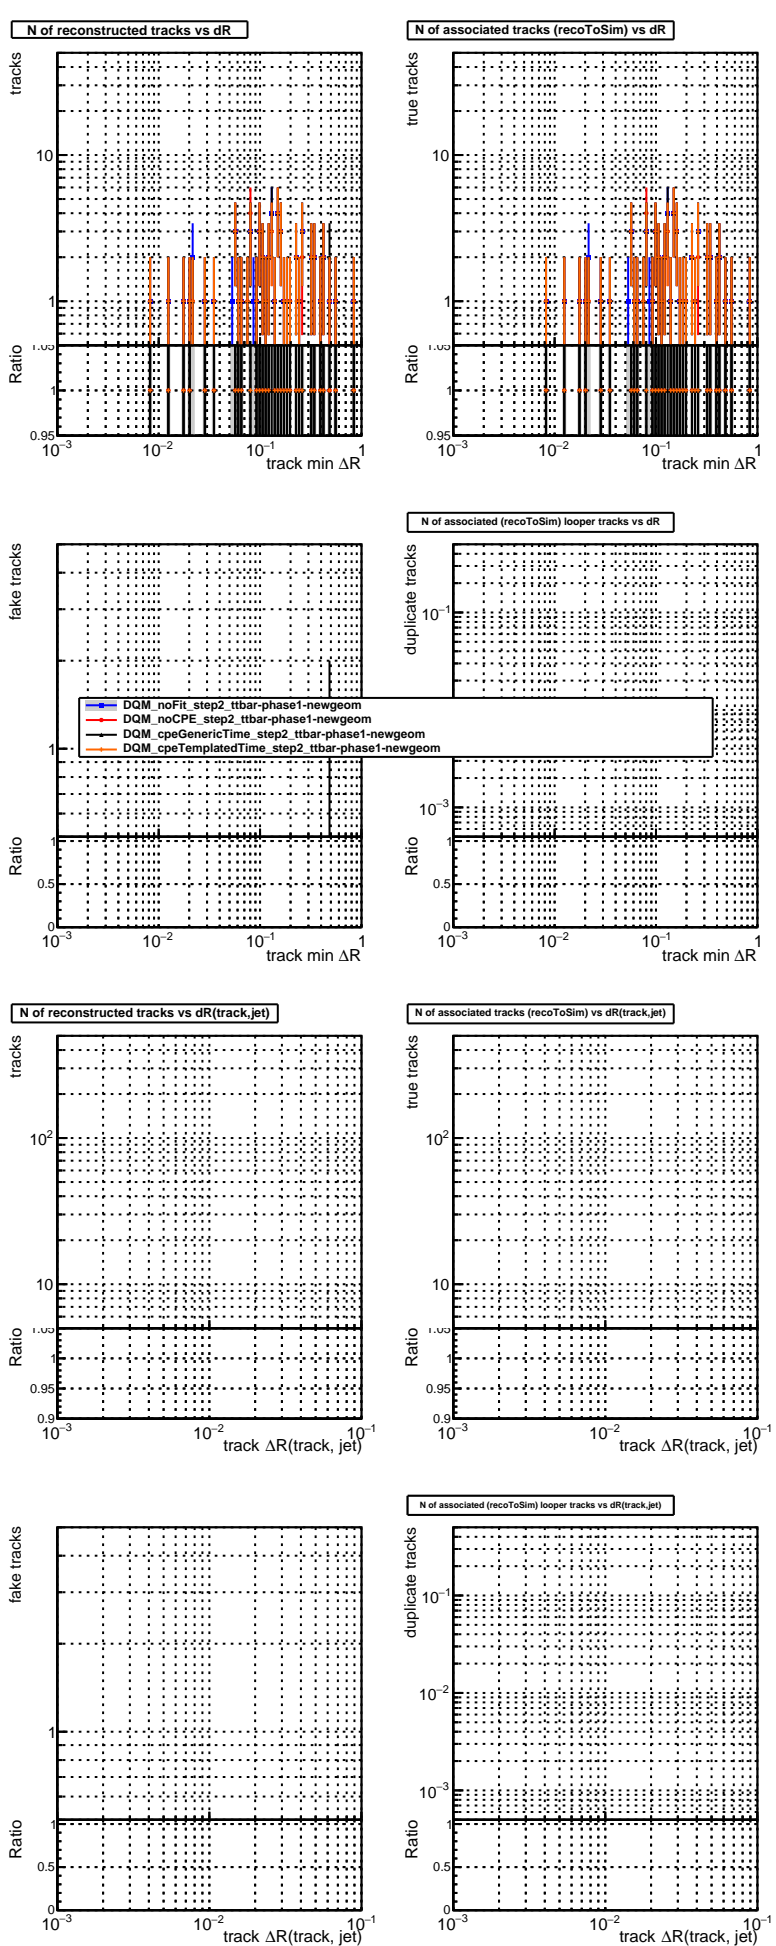 N of reconstructed tracks vs dR
tracks
10
1
1.05
Ratio
1
0.95
10−3
10−2
10−1
1
track min ΔR
N of associated tracks (recoToSim) vs dR
true tracks
10
1
1.05
Ratio
1
0.95
10−3
10−2
10−1
1
track min ΔR
fake tracks
1
Ratio
1
0.5
0
10−3
10−2
10−1
1
track min ΔR
N of associated (recoToSim) looper tracks vs dR
duplicate tracks
10−1
10−3
Ratio
1
0.5
0
10−3
10−2
10−1
1
track min ΔR
DQM_noFit_step2_ttbar-phase1-newgeom
DQM_noCPE_step2_ttbar-phase1-newgeom
DQM_cpeGenericTime_step2_ttbar-phase1-newgeom
DQM_cpeTemplatedTime_step2_ttbar-phase1-newgeom
N of reconstructed tracks vs dR(track,jet)
tracks
102
10
1.05
Ratio
1
0.95
0.9
10−3
10−2
10−1
track ΔR(track, jet)
N of associated tracks (recoToSim) vs dR(track,jet)
true tracks
102
10
1.05
Ratio
1
0.95
0.9
10−3
10−2
10−1
track ΔR(track, jet)
fake tracks
1
Ratio
1
0.5
0
10−3
10−2
10−1
track ΔR(track, jet)
N of associated (recoToSim) looper tracks vs dR(track,jet)
duplicate tracks
10−1
10−2
10−3
Ratio
1
0.5
0
10−3
10−2
10−1
track ΔR(track, jet)